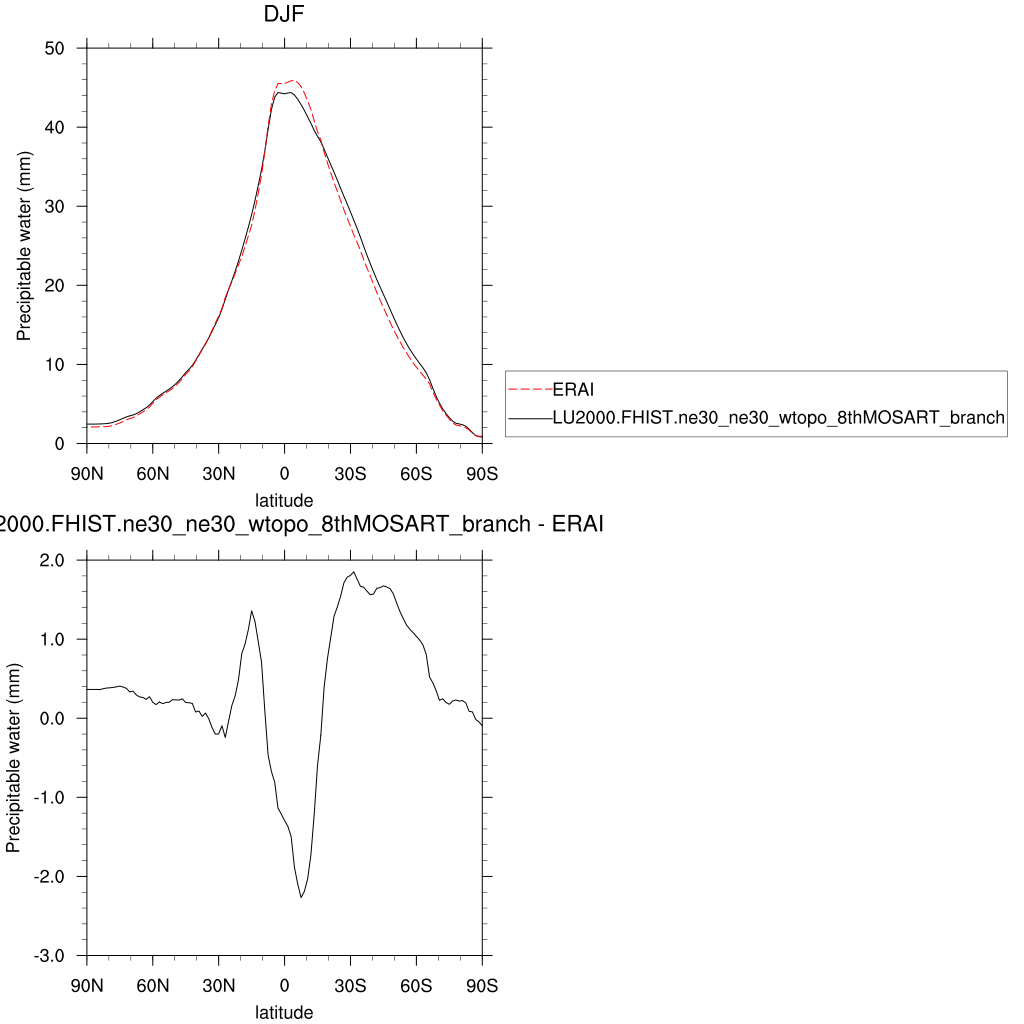 DJF
50
40
30
20
10
0
Precipitable water (mm)
90N 60N 30N 0 30S 60S 90S
latitude
ERAI
LU2000.FHIST.ne30_ne30_wtopo_8thMOSART_branch
2000.FHIST.ne30_ne30_wtopo_8thMOSART_branch - ERAI
2.0
1.0
0.0
-1.0
-2.0
-3.0
Precipitable water (mm)
90N 60N 30N 0 30S 60S 90S
latitude